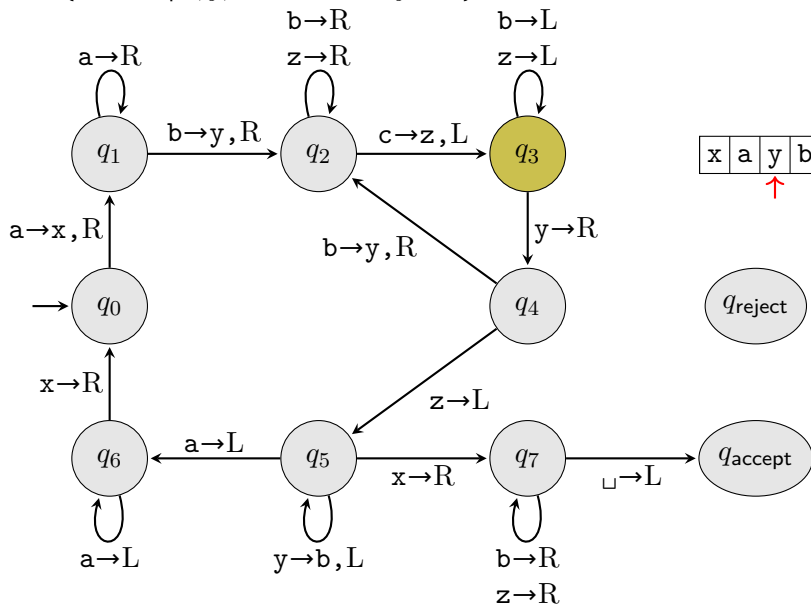 b→R
b→L
a→R
z→R
z→L
q1
b→y,R
q2
c→z,L
q3
x a y b
a→x,R
b→y,R
y→R
q0
q4
qreject
x→R
z→L
q6
a→L
q5
x→R
q7
␣→L
qaccept
a→L
y→b,L
b→R
z→R